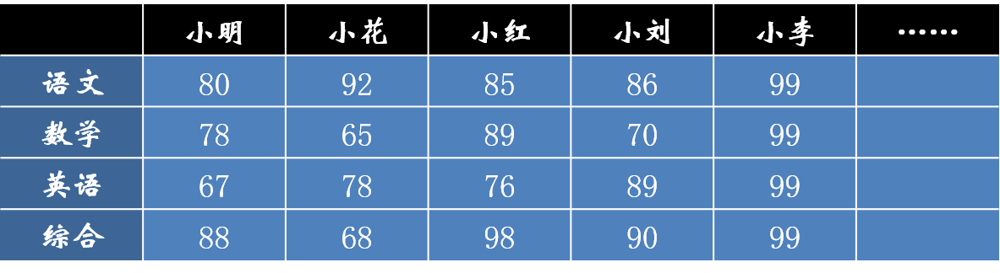 小明 小花 小红 小刘 小李 ……
语文 80 92 85 86 99
数学 78 65 89 70 99
英语 67 78 76 89 99
综合 88 68 98 90 99